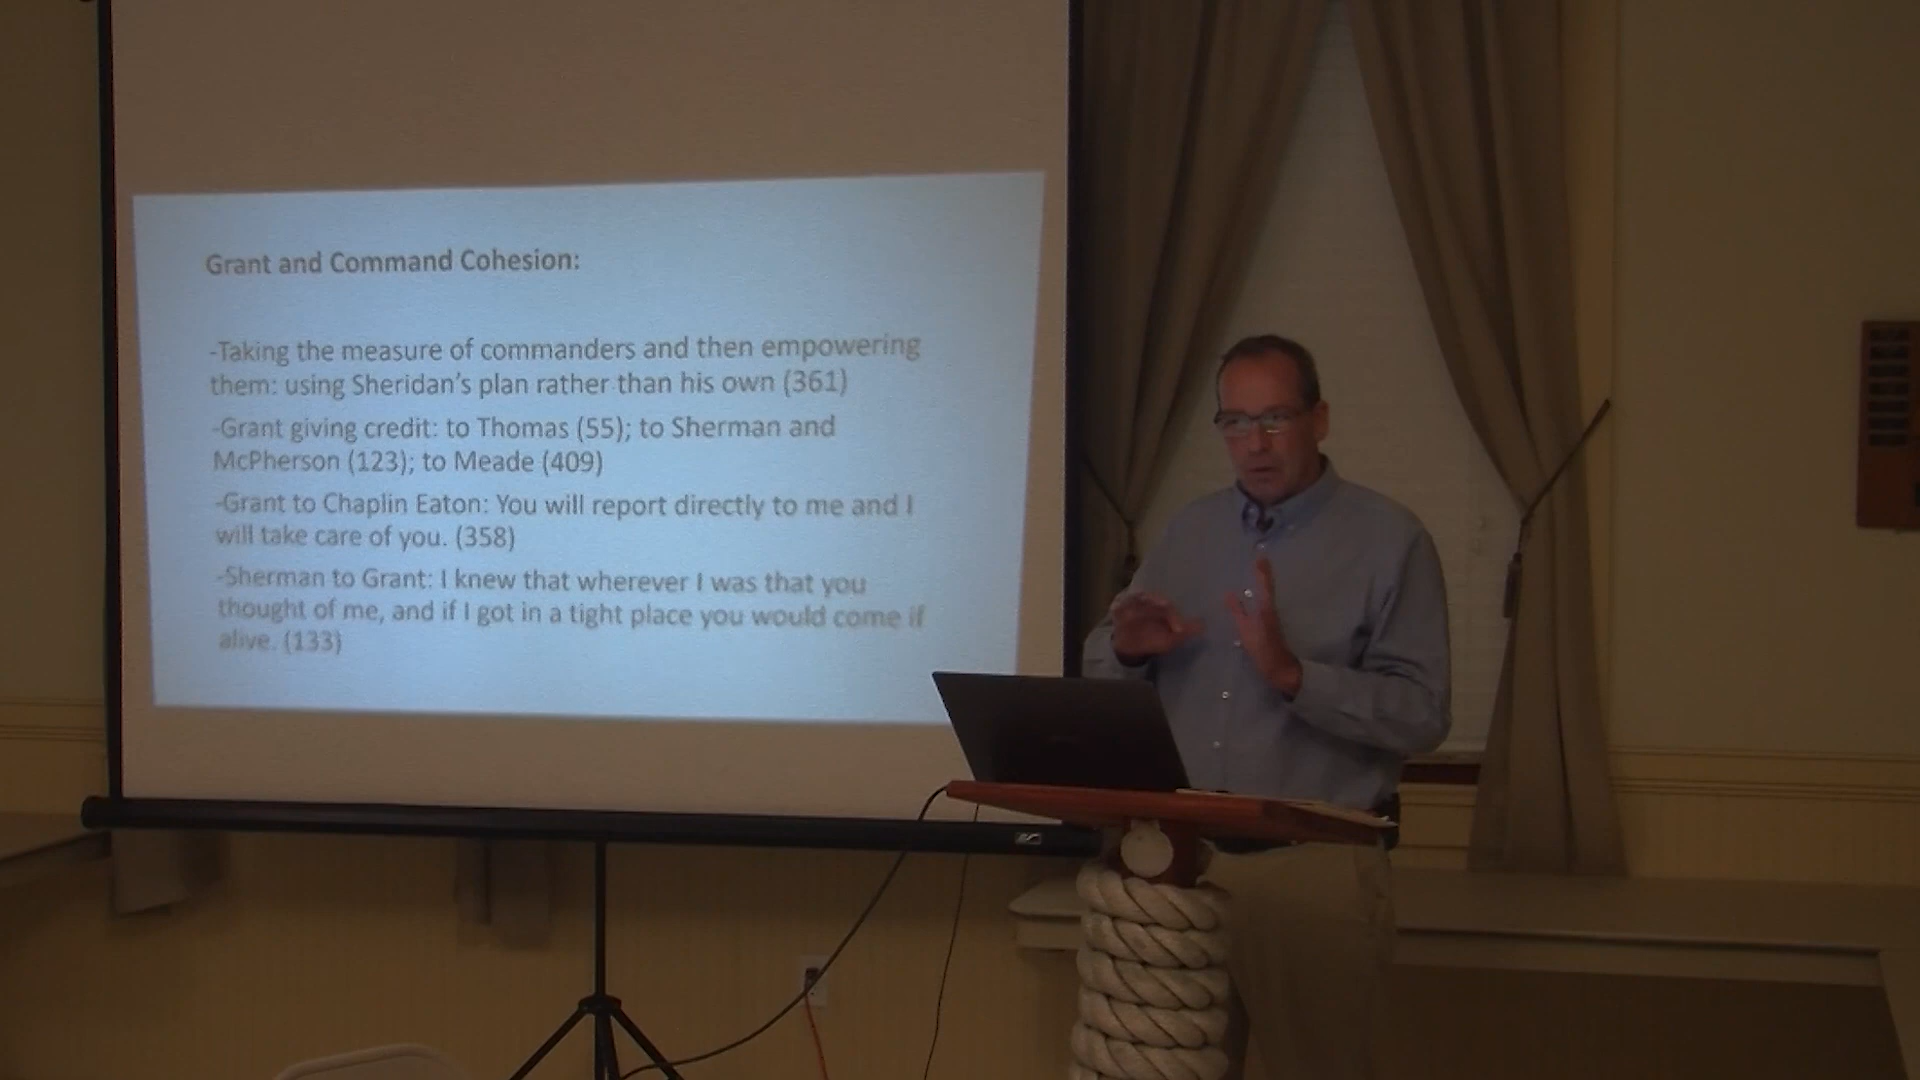 Grant and Command Cohesion:
-Taking the measure of commanders and then empowering
them: using Sheridan's plan rather than his own (361)
-Grant giving credit: to Thomas (55); to Sherman and
McPherson (123); to Meade (409)
-Grant to Chaplin Eaton: You will report directly to me and I
will take care of you. (358)
-Sherman to Grant: I knew that wherever I was that you
thought of me, and if I got in a tight place you would come if
alive. (133)